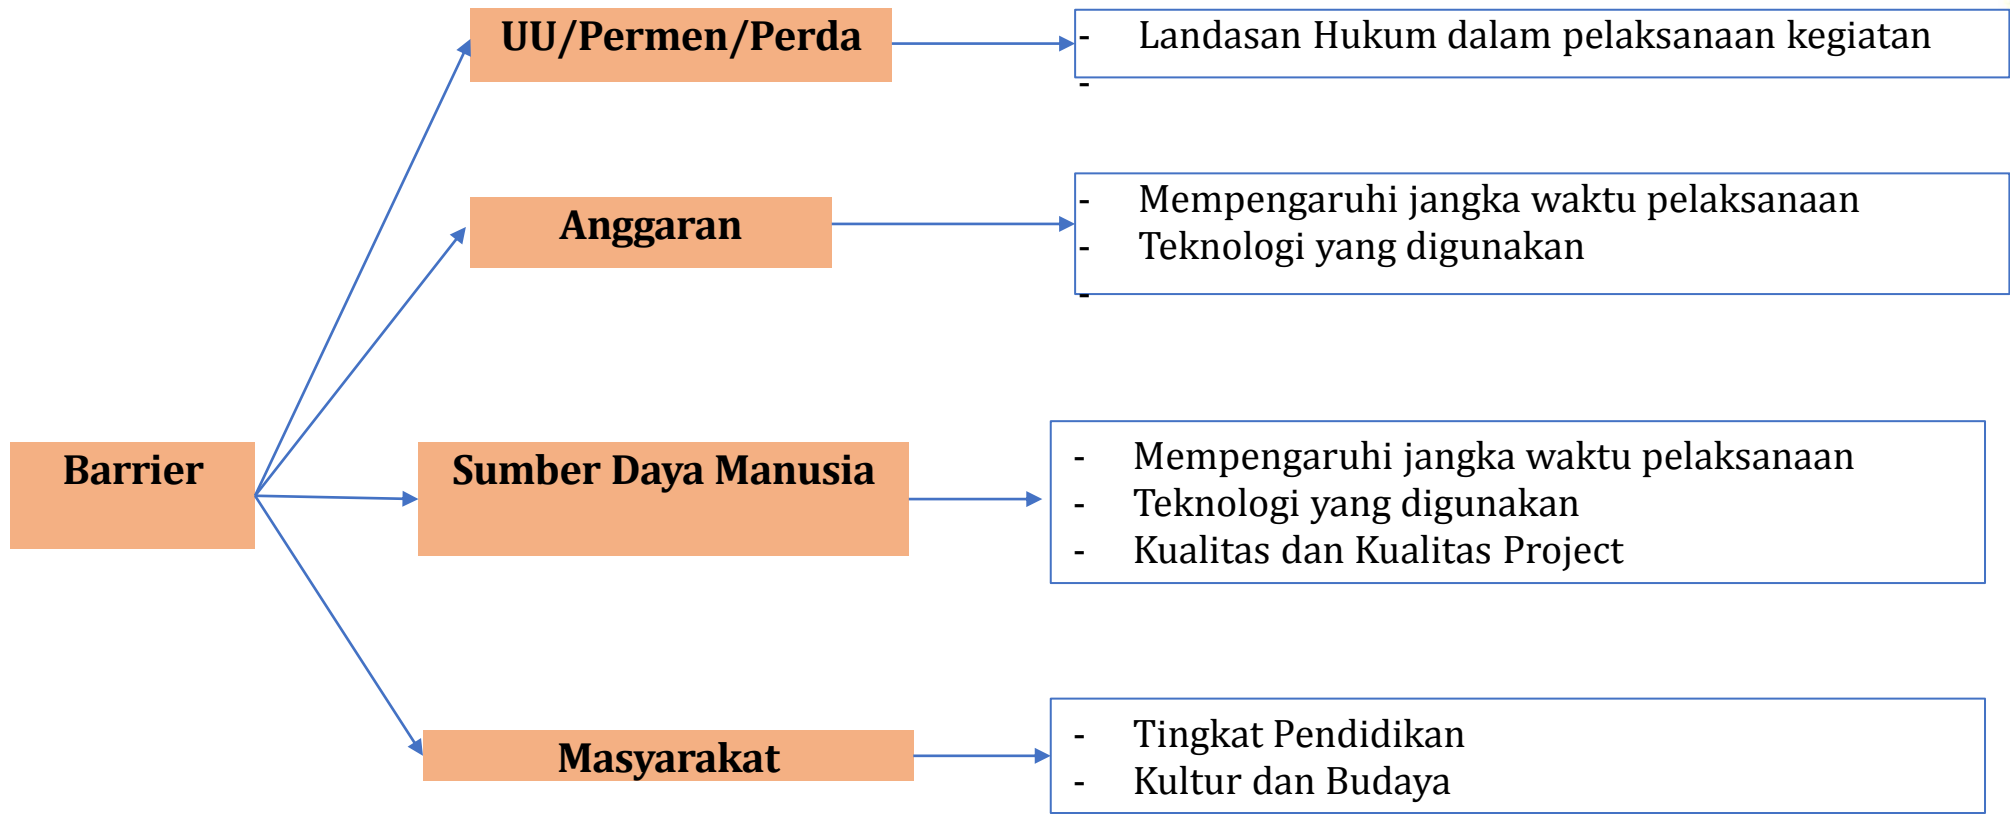 UU/Permen/Perda
- Landasan Hukum dalam pelaksanaan kegiatan
-
Anggaran
- Mempengaruhi jangka waktu pelaksanaan
- Teknologi yang digunakan
-
Barrier
Sumber Daya Manusia
- Mempengaruhi jangka waktu pelaksanaan
- Teknologi yang digunakan
- Kualitas dan Kualitas Project
Masyarakat
- Tingkat Pendidikan
- Kultur dan Budaya